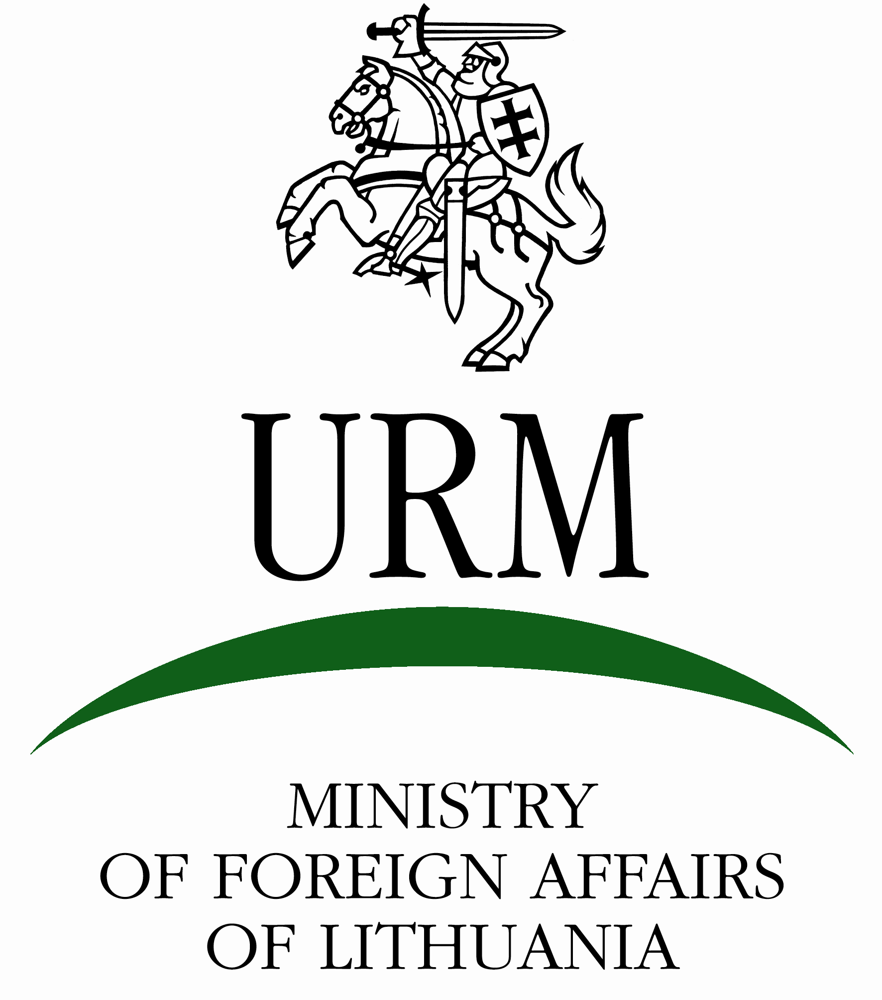 URM
MINISTRY
OF FOREIGN AFFAIRS
OF LITHUANIA